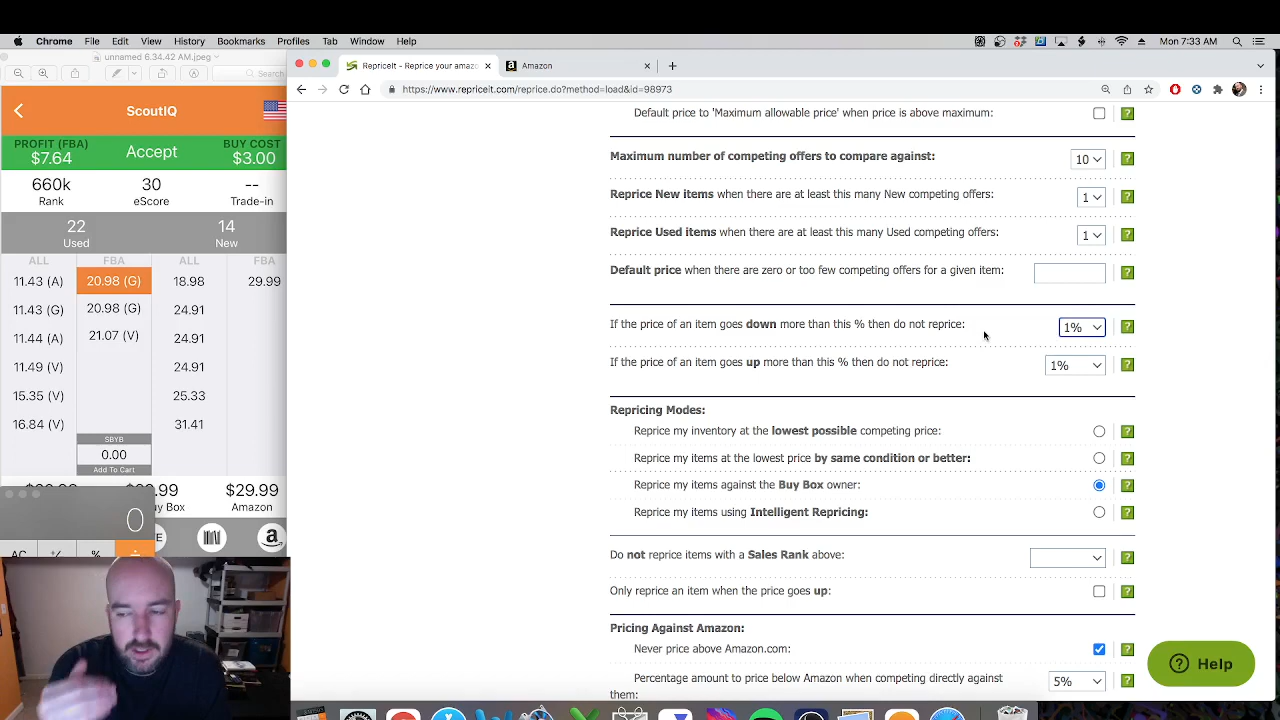 Chrome File Edit View History Bookmarks Profiles Tab Window Help
Mon 7:33 AM
unnamed 6.34.42 AM.jpeg
Search
RepriceIt - Reprice your amazo
Amazon
https://www.repriceit.com/reprice.do?method=load&id=98973
ScoutIQ
PROFIT (FBA)
$7.64
Accept
BUY COST
$3.00
660k
Rank
30
eScore
--
Trade-in
22
Used
14
New
ALL FBA ALL FBA
11.43 (A) 20.98 (G) 18.98 29.99
11.43 (G) 20.98 (G) 24.91
11.44 (A) 21.07 (V) 24.91
11.49 (V) 24.91
15.35 (V) 25.33
16.84 (V) 31.41
SBYB
0.00
Add To Cart
$29.99
Amazon
0
Default price to 'Maximum allowable price' when price is above maximum: ?
Maximum number of competing offers to compare against: 10 ?
Reprice New items when there are at least this many New competing offers: 1 ?
Reprice Used items when there are at least this many Used competing offers: 1 ?
Default price when there are zero or too few competing offers for a given item: ?
If the price of an item goes down more than this % then do not reprice: 1% ?
If the price of an item goes up more than this % then do not reprice: 1% ?
Repricing Modes:
Reprice my inventory at the lowest possible competing price: ?
Reprice my items at the lowest price by same condition or better: ?
Reprice my items against the Buy Box owner: ?
Reprice my items using Intelligent Repricing: ?
Do not reprice items with a Sales Rank above: ?
Only reprice an item when the price goes up: ?
Pricing Against Amazon:
Never price above Amazon.com: ?
Percentage amount to price below Amazon when competing directly against
them: 5% ?
Help